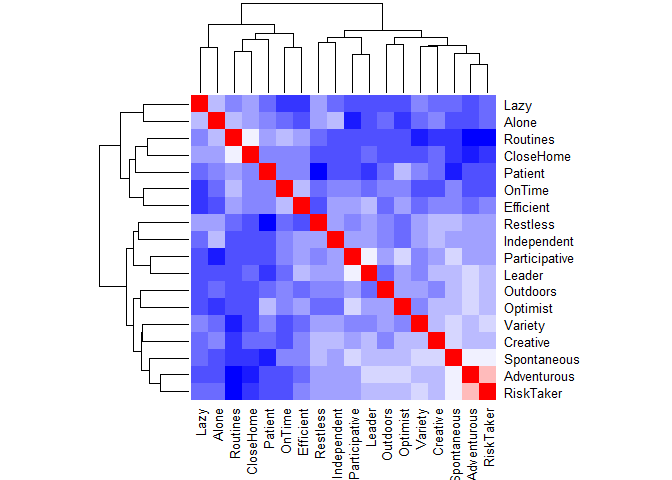 Lazy
Alone
Routines
CloseHome
Patient
OnTime
Efficient
Restless
Independent
Participative
Leader
Outdoors
Optimist
Variety
Creative
Spontaneous
Adventurous
RiskTaker
Lazy
Alone
Routines
CloseHome
Patient
OnTime
Efficient
Restless
Independent
Participative
Leader
Outdoors
Optimist
Variety
Creative
Spontaneous
Adventurous
RiskTaker